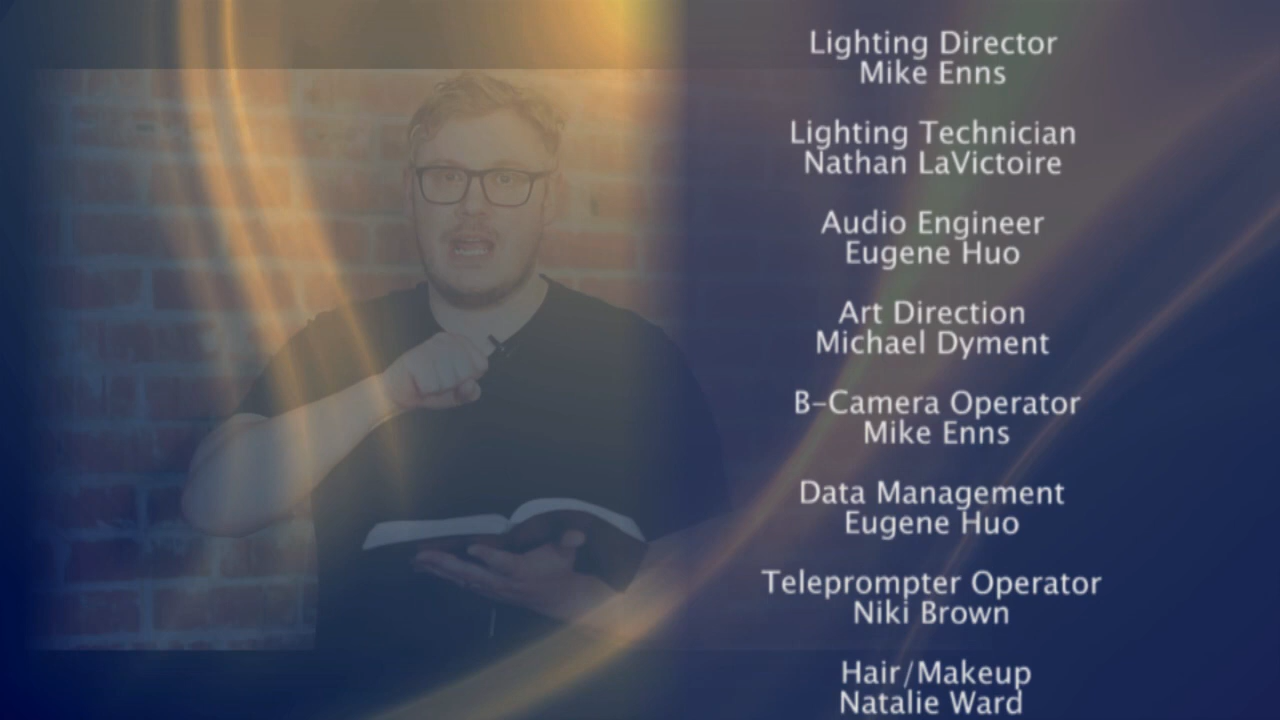 Lighting Director
Mike Enns
Lighting Technician
Nathan LaVictoire
Audio Engineer
Eugene Huo
Art Direction
Michael Dyment
B-Camera Operator
Mike Enns
Data Management
Eugene Huo
Teleprompter Operator
Niki Brown
Hair/Makeup
Natalie Ward